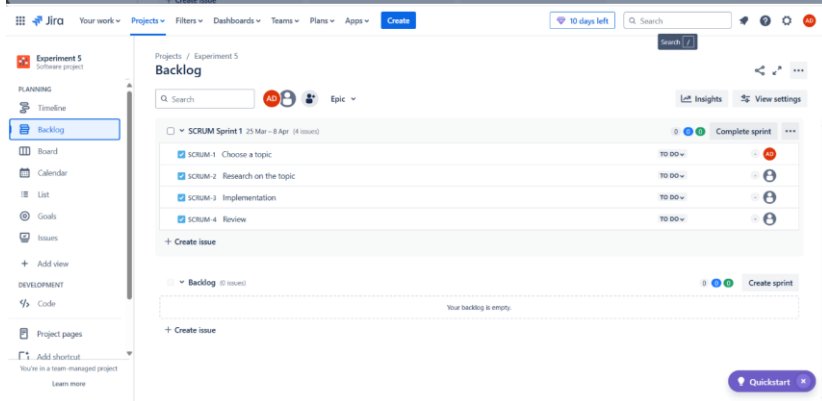 Create issue
Jira Your work Projects Filters Dashboards Teams Plans Apps Create 10 days left Search AD
Search /
Experiment 5
Software project
Projects / Experiment 5
Backlog
PLANNING
Timeline
Backlog
Board
Calendar
List
Goals
Issues
Add view
DEVELOPMENT
Code
Project pages
Add shortcut
You're in a team-managed project
Learn more
Search AD Epic Insights View settings
SCRUM Sprint 1 25 Mar – 8 Apr (4 issues) 0 0 0 Complete sprint
SCRUM-1 Choose a topic TO DO - AD
SCRUM-2 Research on the topic TO DO -
SCRUM-3 Implementation TO DO -
SCRUM-4 Review TO DO -
+ Create issue
Backlog (0 issues) 0 0 0 Create sprint
Your backlog is empty.
+ Create issue
Quickstart